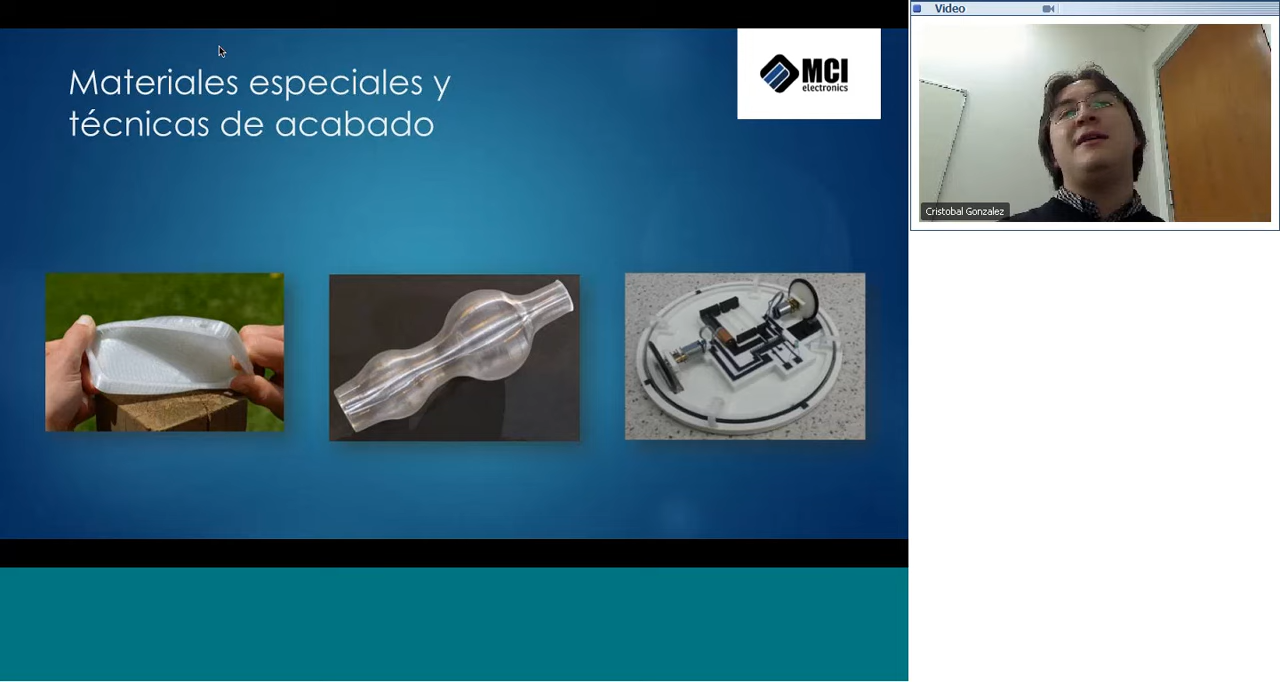 Materiales especiales y
técnicas de acabado
MCI
electronics
Video
Cristobal Gonzalez